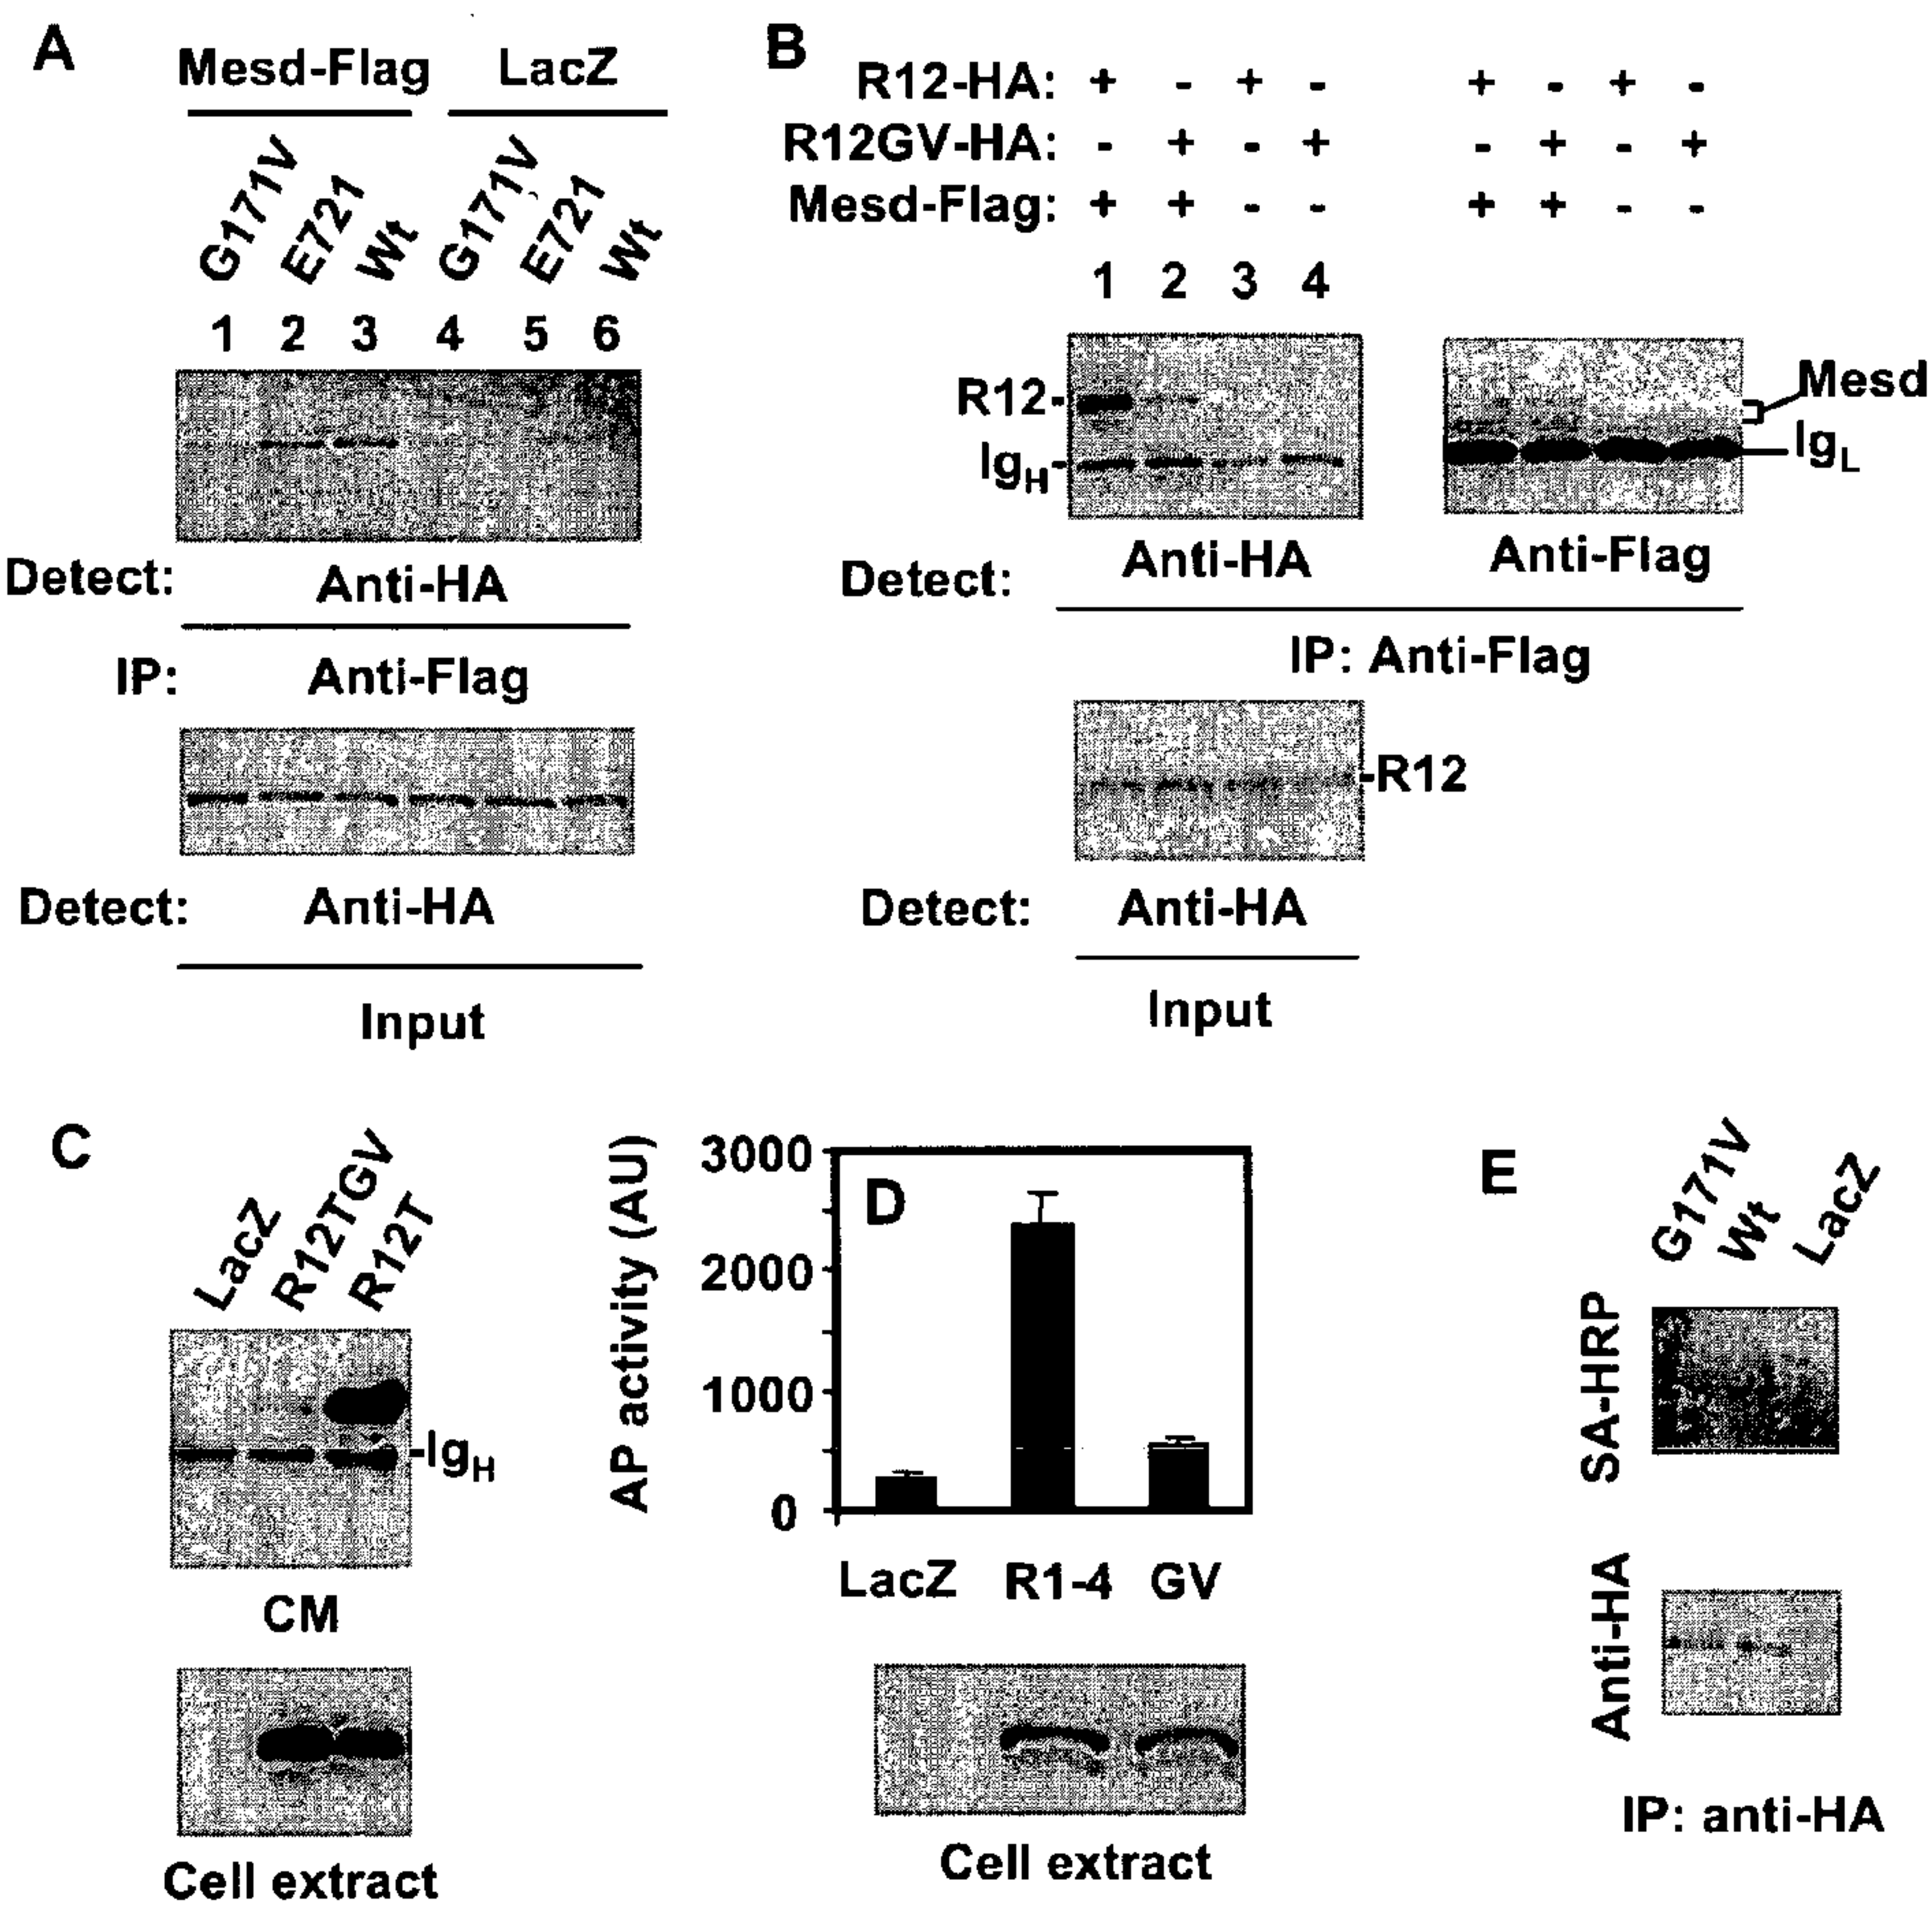 A
Mesd-Flag LacZ
G171V E721 Wt G171V E721 Wt
1 2 3 4 5 6
Detect: Anti-HA
IP: Anti-Flag
Detect: Anti-HA
Input
B
R12-HA: + - + - + - + -
R12GV-HA: - + - + - + - +
Mesd-Flag: + + - - + + - -
1 2 3 4
R12-
IgH-
Mesd
IgL
Detect: Anti-HA Anti-Flag
IP: Anti-Flag
-R12
Detect: Anti-HA
Input
C
LacZ R12TGV R12T
-IgH
CM
Cell extract
D
AP activity (AU)
3000
2000
1000
0
LacZ R1-4 GV
Cell extract
E
G171V Wt LacZ
SA-HRP
Anti-HA
IP: anti-HA